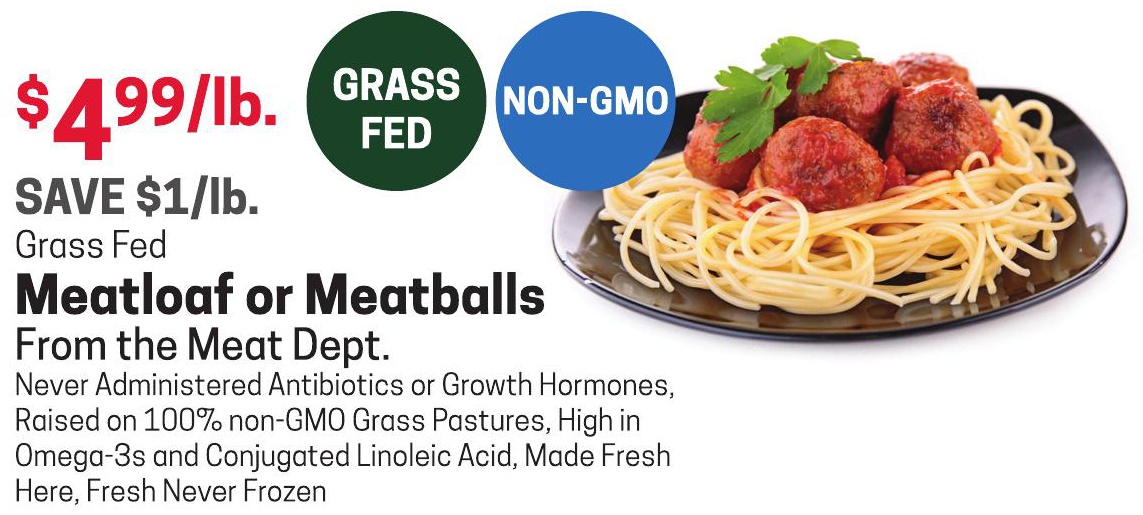 $4.99/lb.
SAVE $1/lb.
GRASS
FED
NON-GMO
Grass Fed
Meatloaf or Meatballs
From the Meat Dept.
Never Administered Antibiotics or Growth Hormones,
Raised on 100% non-GMO Grass Pastures, High in
Omega-3s and Conjugated Linoleic Acid, Made Fresh
Here, Fresh Never Frozen